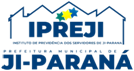 IPREJI
INSTITUTO DE PREVIDÊNCIA DOS SERVIDORES DE JI-PARANÁ
PREFEITURA MUNICIPAL DE
JI-PARANÁ